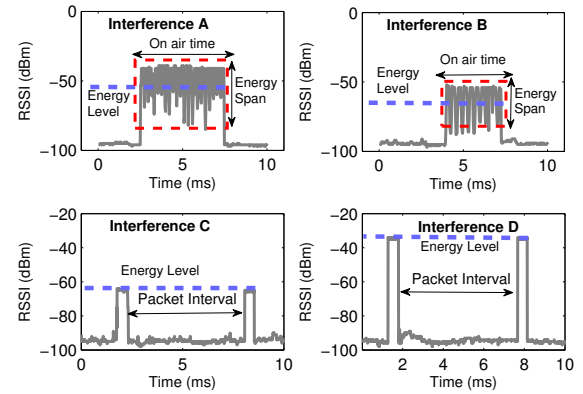 Interference A
On air time
Energy Level
Energy Span
RSSI (dBm)
0
−50
−100
0
5
10
Time (ms)
Interference B
On air time
Energy Level
Energy Span
RSSI (dBm)
0
−50
−100
0
5
10
Time (ms)
Interference C
Energy Level
Packet Interval
RSSI (dBm)
−20
−40
−60
−80
−100
0
5
10
Time (ms)
Interference D
Energy Level
Packet Interval
RSSI (dBm)
−20
−40
−60
−80
−100
2
4
6
8
10
Time (ms)